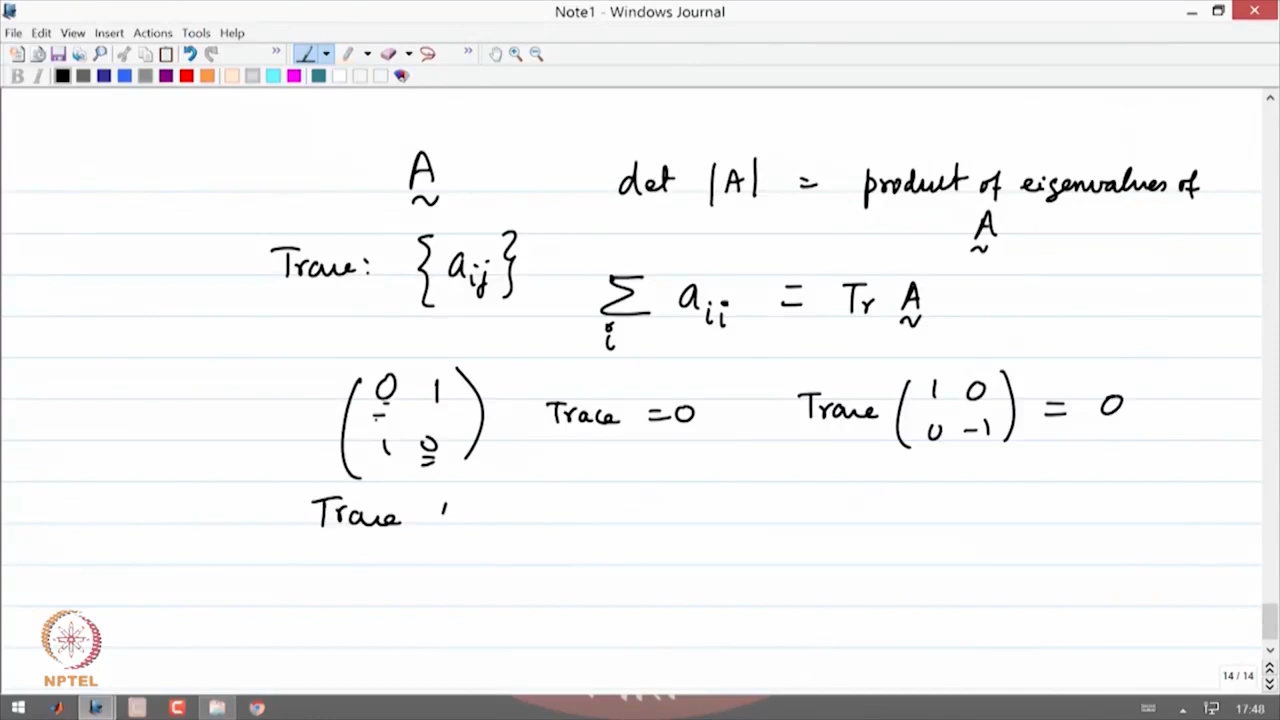 Note1 - Windows Journal
File Edit View Insert Actions Tools Help
A det |A| = product of eigenvalues of
A
Trace: {aij} Σ aii = Tr A
i
(0 1 Trace = 0 Trace (1 0 = 0
1 0) 0 -1)
Trace
NPTEL
14 / 14
17:48